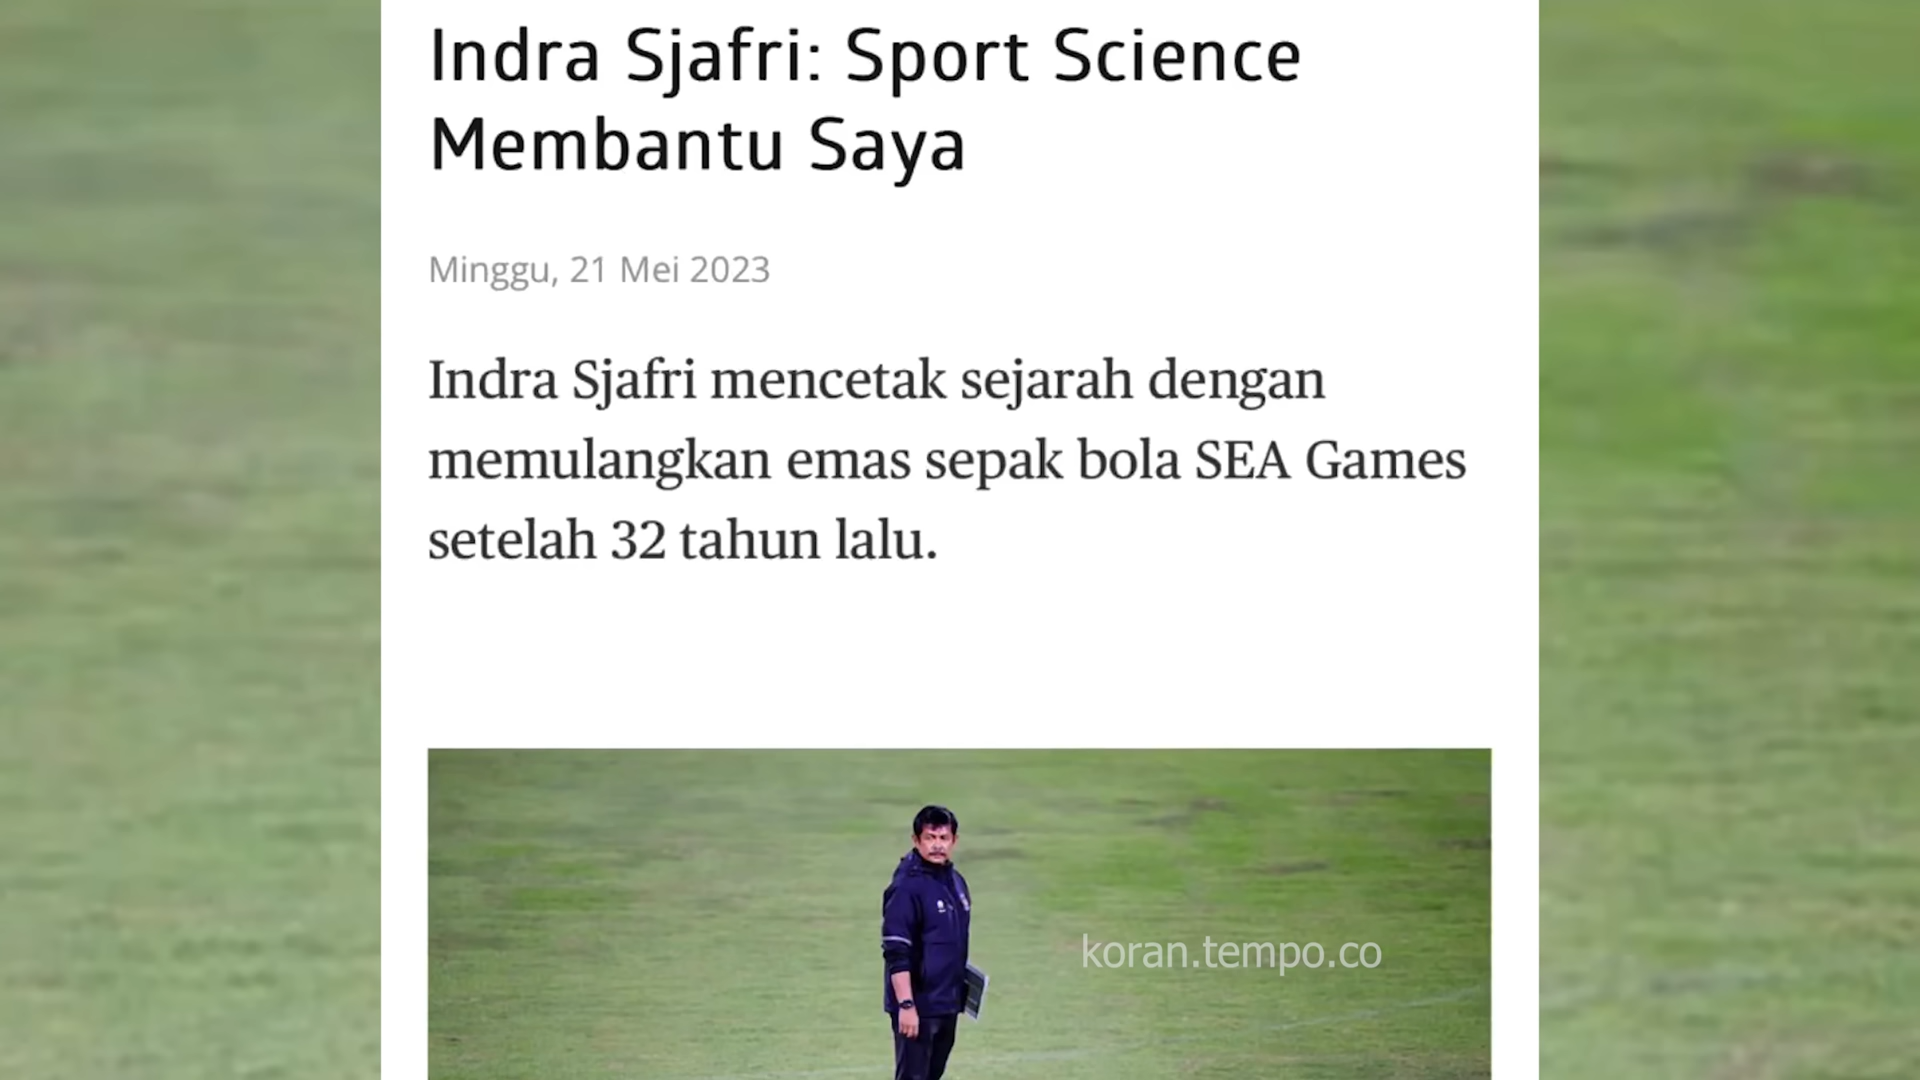 Indra Sjafri: Sport Science
Membantu Saya
Minggu, 21 Mei 2023
Indra Sjafri mencetak sejarah dengan
memulangkan emas sepak bola SEA Games
setelah 32 tahun lalu.
koran.tempo.co